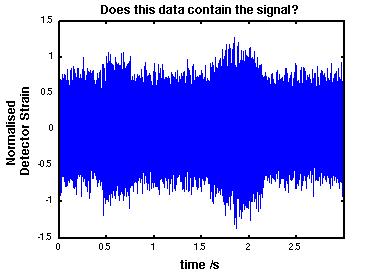 Does this data contain the signal?
1.5
1
0.5
0
-0.5
-1
-1.5
Normalised
Detector Strain
0 0.5 1 1.5 2 2.5
time /s